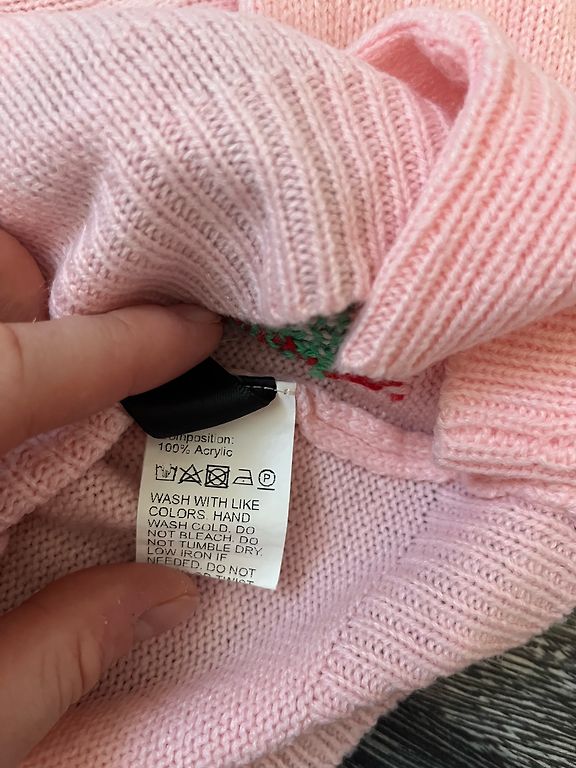 Composition:
100% Acrylic
P
WASH WITH LIKE
COLORS. HAND
WASH COLD. DO
NOT BLEACH. DO
NOT TUMBLE DRY.
LOW IRON IF
NEEDED. DO NOT
TWIST